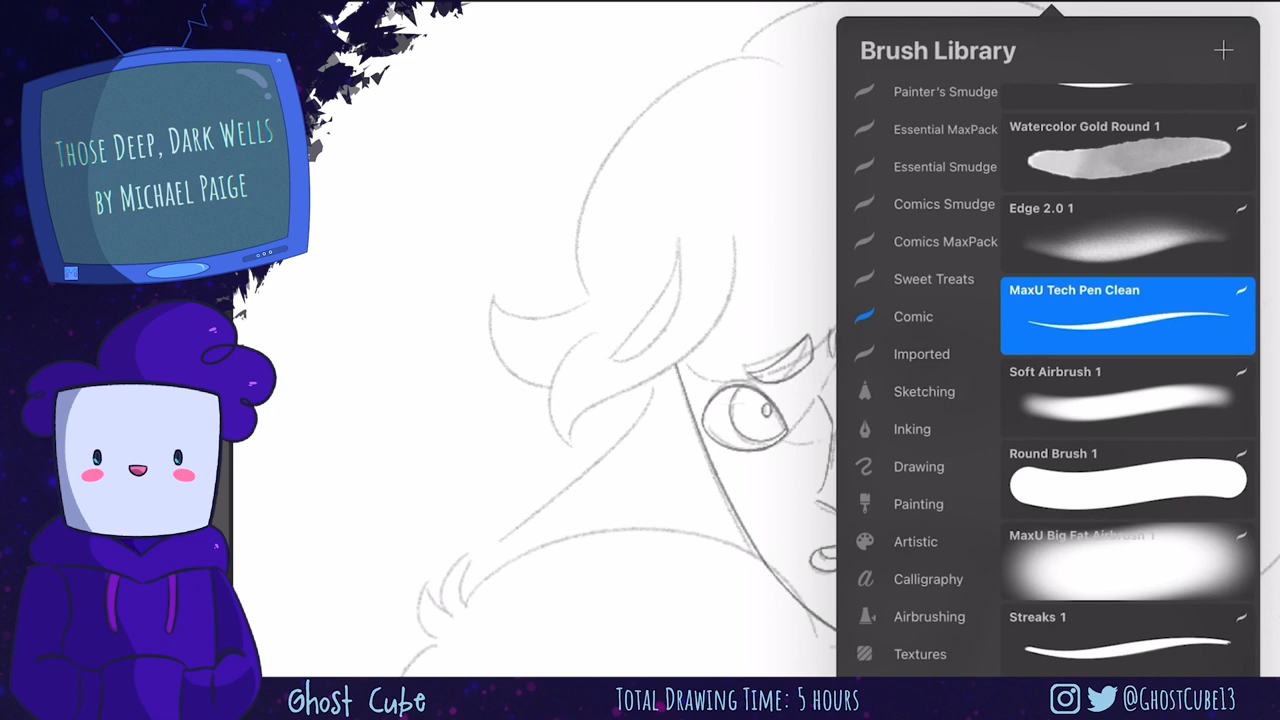 Those Deep, Dark Wells
by Michael Paige
Brush Library
Painter's Smudge
Essential MaxPack
Essential Smudge
Comics Smudge
Comics MaxPack
Sweet Treats
Comic
Imported
Sketching
Inking
Drawing
Painting
Artistic
Calligraphy
Airbrushing
Textures
Watercolor Gold Round 1
Edge 2.0 1
MaxU Tech Pen Clean
Soft Airbrush 1
Round Brush 1
MaxU Big Fat Airbrush 1
Streaks 1
Ghost Cube
Total Drawing Time: 5 hours
@GhostCube13